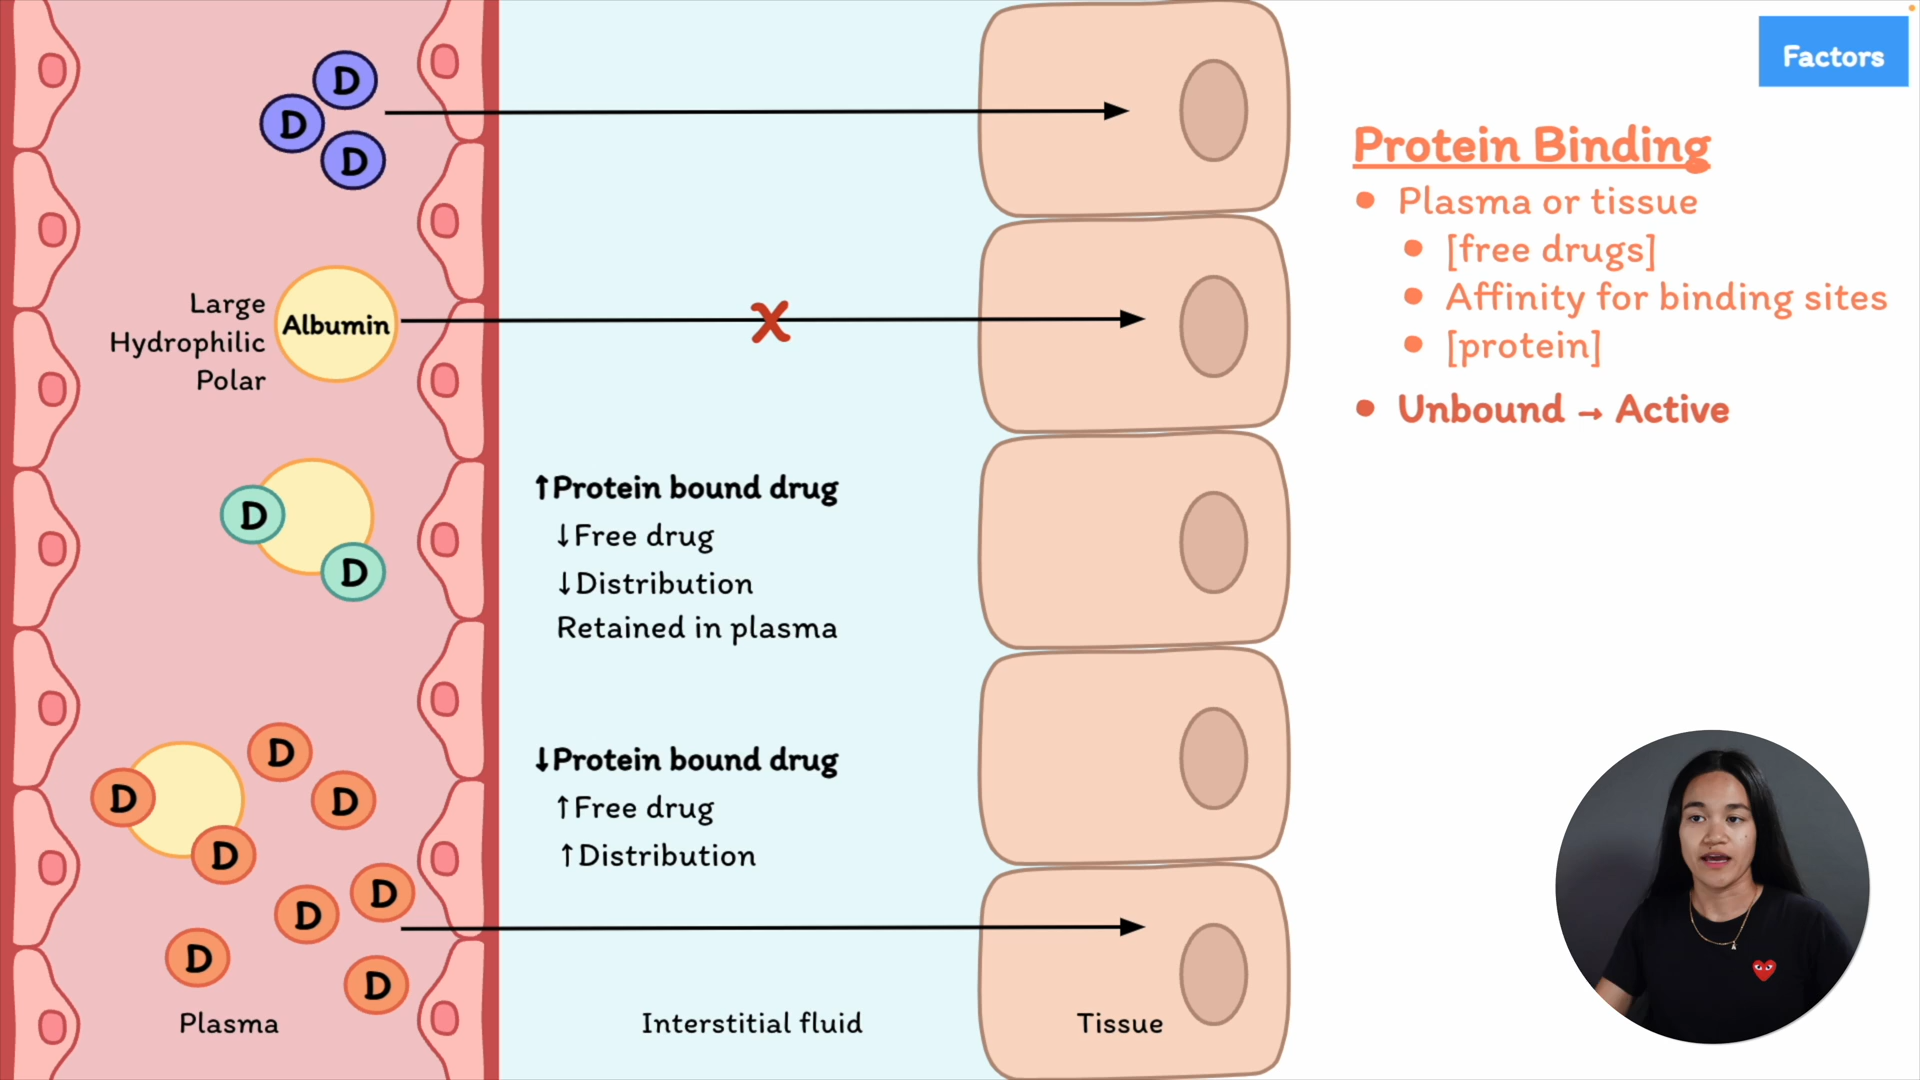 Factors
D
D
D
Large
Hydrophilic
Polar
Albumin
X
D
D
↑Protein bound drug
↓Free drug
↓Distribution
Retained in plasma
D
D
D
D
D
D
D
D
↓Protein bound drug
↑Free drug
↑Distribution
Plasma
Interstitial fluid
Tissue
Protein Binding
• Plasma or tissue
• [free drugs]
• Affinity for binding sites
• [protein]
• Unbound → Active